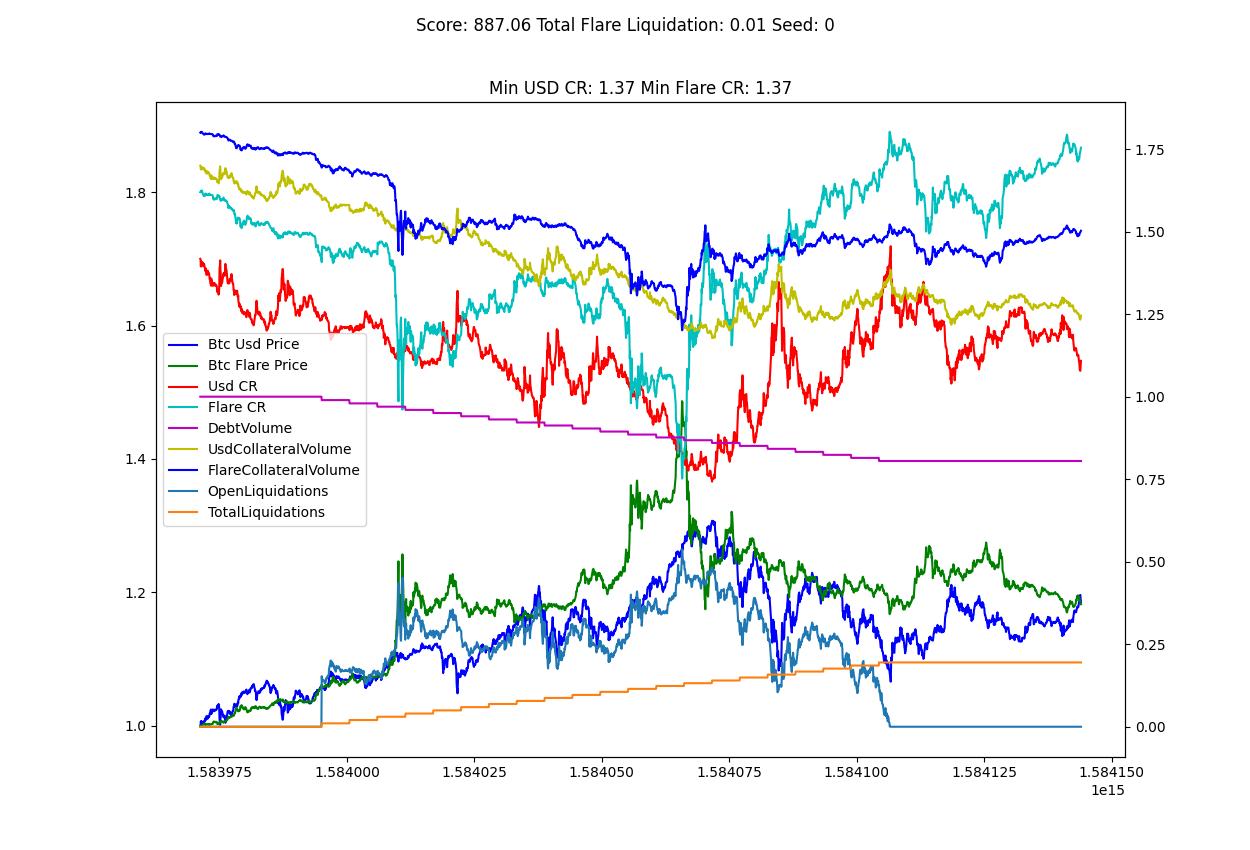 Score: 887.06 Total Flare Liquidation: 0.01 Seed: 0
Min USD CR: 1.37 Min Flare CR: 1.37
1.8
1.6
1.4
1.2
1.0
Btc Usd Price
Btc Flare Price
Usd CR
Flare CR
DebtVolume
UsdCollateralVolume
FlareCollateralVolume
OpenLiquidations
TotalLiquidations
1.75
1.50
1.25
1.00
0.75
0.50
0.25
0.00
1.583975 1.584000 1.584025 1.584050 1.584075 1.584100 1.584125 1.584150
1e15